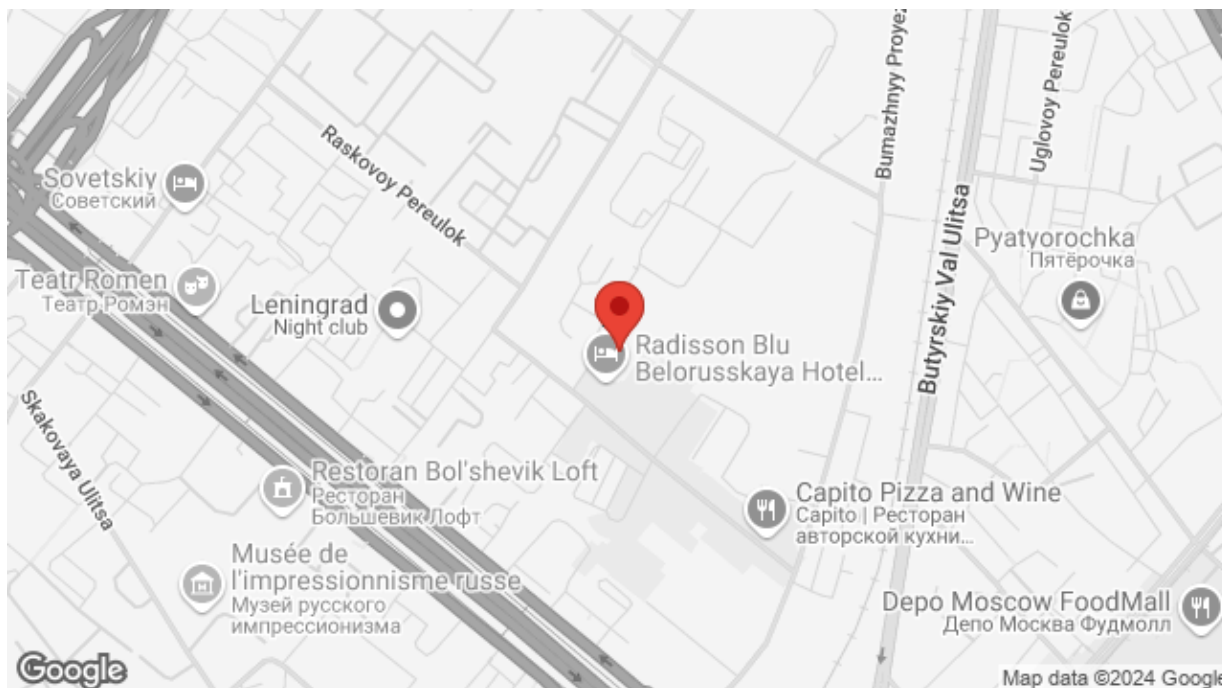 Bumazhnyy Proyez
Uglovoy Pereulok
Raskovoy Pereulok
Sovetskiy
Советский
Butyrskiy Val Ulitsa
Pyatyorochka
Пятёрочка
Teatr Romen
Театр Ромэн
Leningrad
Night club
Radisson Blu
Belorusskaya Hotel...
Skakovaya Ulitsa
Restoran Bol'shevik Loft
Ресторан
Большевик Лофт
Capito Pizza and Wine
Capito | Ресторан
авторской кухни...
Musée de
l'impressionnisme russe
Музей русского
импрессионизма
Depo Moscow FoodMall
Депо Москва Фудмолл
Google
Map data ©2024 Google